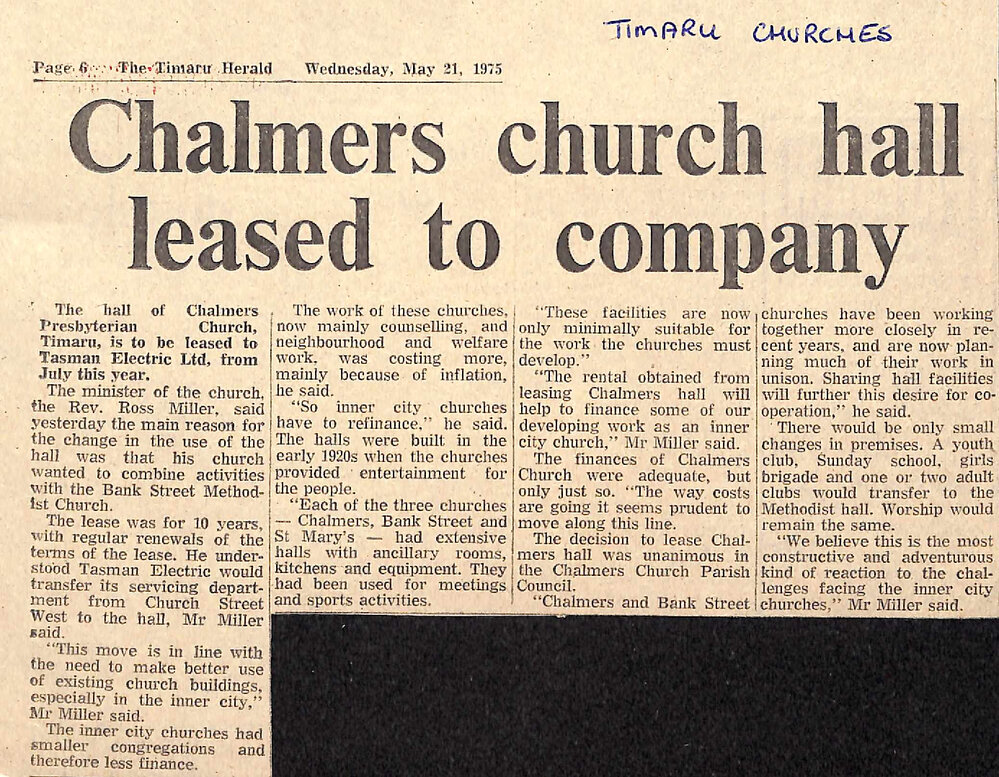 TIMARU CHURCHES
Page 6 The Timaru Herald Wednesday, May 21, 1975
Chalmers church hall
leased to company
The hall of Chalmers
Presbyterian Church,
Timaru, is to be leased to
Tasman Electric Ltd, from
July this year.
The minister of the church,
the Rev. Ross Miller, said
yesterday the main reason for
the change in the use of the
hall was that his church
wanted to combine activities
with the Bank Street Method-
ist Church.
The lease was for 10 years,
with regular renewals of the
terms of the lease. He under-
stood Tasman Electric would
transfer its servicing depart-
ment from Church Street
West to the hall, Mr Miller
said.
"This move is in line with
the need to make better use
of existing church buildings,
especially in the inner city,"
Mr Miller said.
The inner city churches had
smaller congregations and
therefore less finance.
The work of these churches,
now mainly counselling, and
neighbourhood and welfare
work, was costing more,
mainly because of inflation,
he said.
"So inner city churches
have to refinance," he said.
The halls were built in the
early 1920s when the churches
provided entertainment for
the people.
"Each of the three churches
— Chalmers, Bank Street and
St Mary's — had extensive
halls with ancillary rooms,
kitchens and equipment. They
had been used for meetings
and sports activities.
"These facilities are now
only minimally suitable for
the work the churches must
develop."
"The rental obtained from
leasing Chalmers hall will
help to finance some of our
developing work as an inner
city church," Mr Miller said.
The finances of Chalmers
Church were adequate, but
only just so. "The way costs
are going it seems prudent to
move along this line.
The decision to lease Chal-
mers hall was unanimous in
the Chalmers Church Parish
Council.
"Chalmers and Bank Street
churches have been working
together more closely in re-
cent years, and are now plan-
ning much of their work in
unison. Sharing hall facilities
will further this desire for co-
operation," he said.
There would be only small
changes in premises. A youth
club, Sunday school, girls
brigade and one or two adult
clubs would transfer to the
Methodist hall. Worship would
remain the same.
"We believe this is the most
constructive and adventurous
kind of reaction to the chal-
lenges facing the inner city
churches," Mr Miller said.